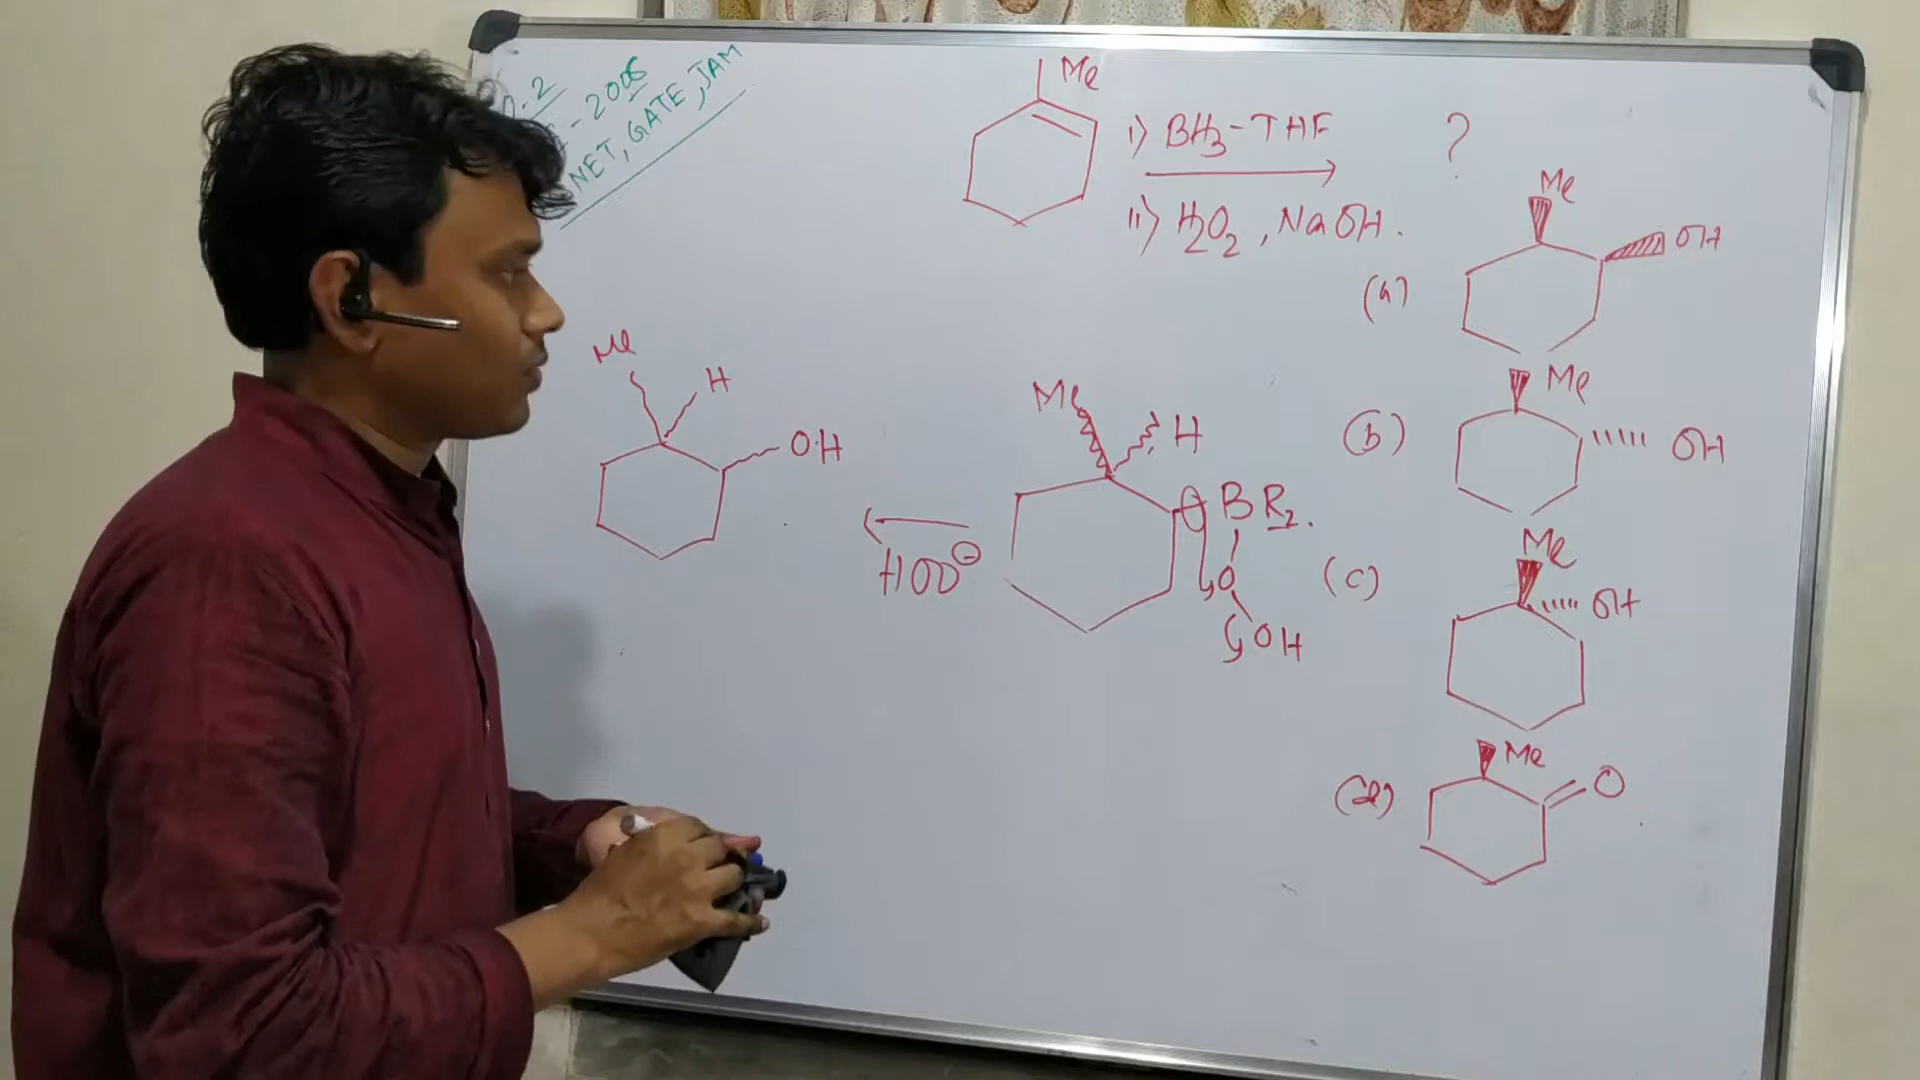 - 2006
NET, GATE, JAM
Me
i) BH3-THF
?
ii) H2O2, NaOH.
Me
OH
(a)
Me
H
OH
Me
H
BR2.
O
OH
HOO⊖
Me
(b)
OH
Me
(c)
OH
Me
(d)
O